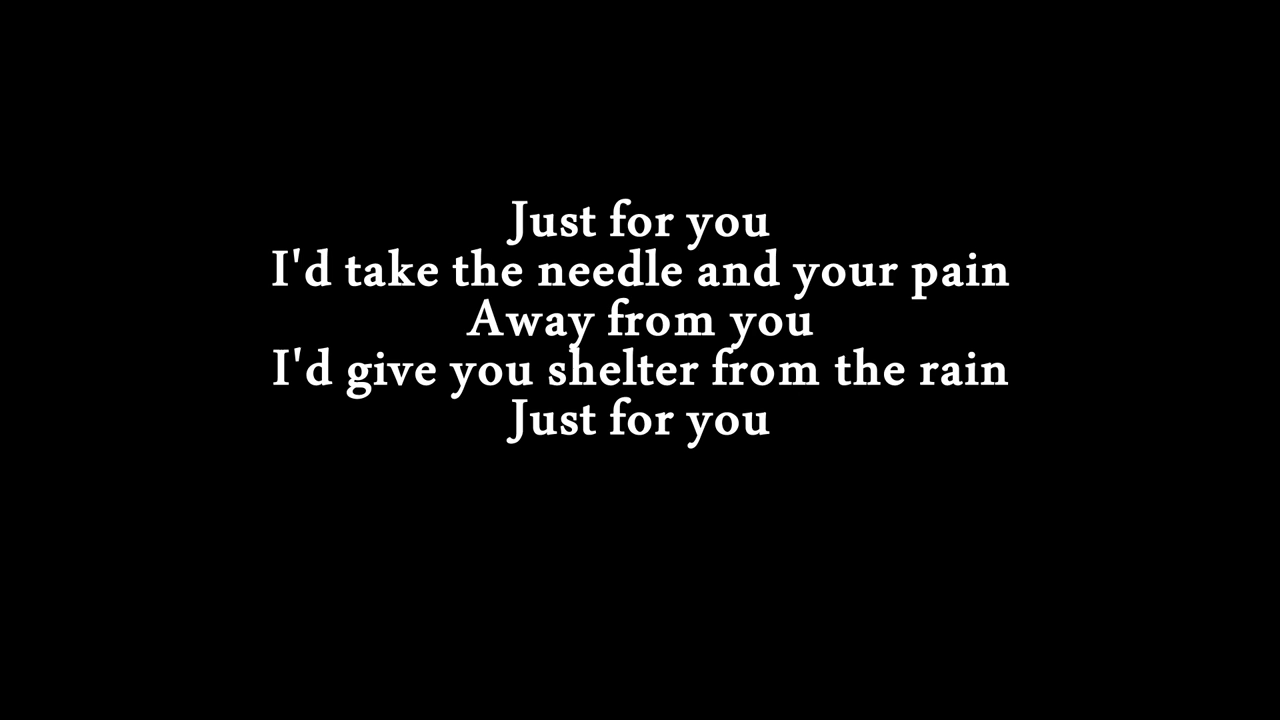 Just for you
I'd take the needle and your pain
Away from you
I'd give you shelter from the rain
Just for you